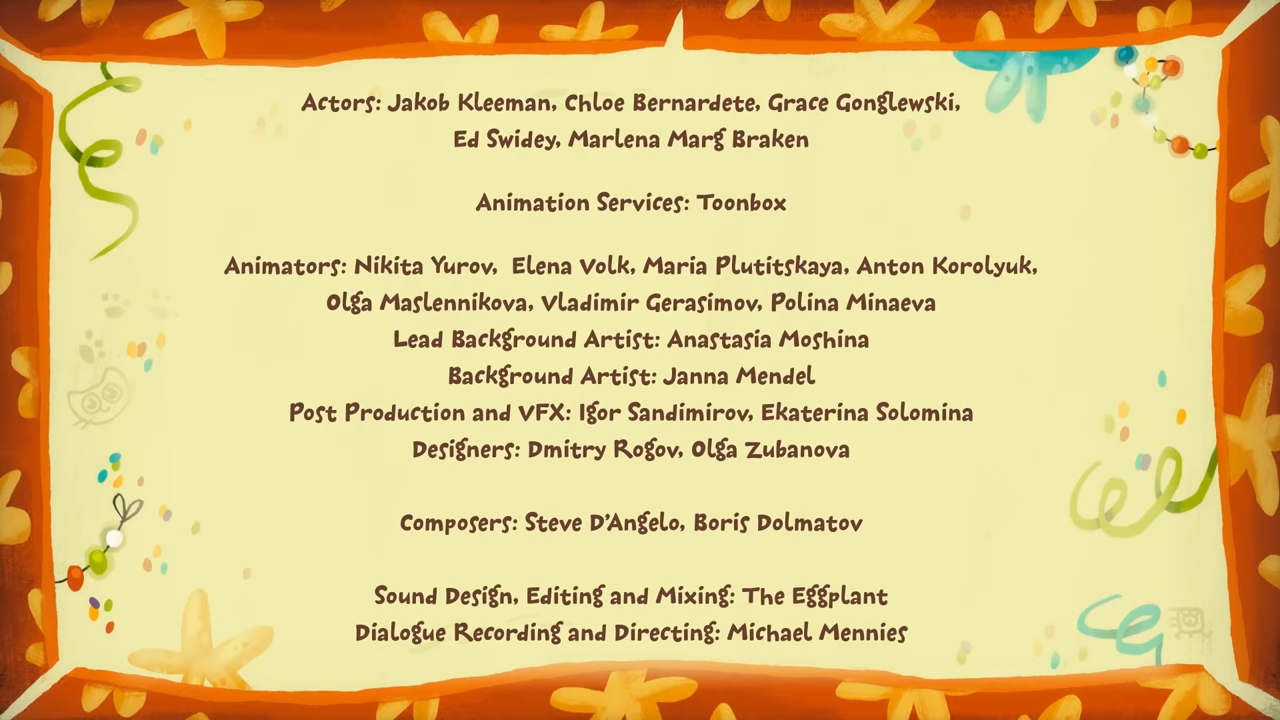 Actors: Jakob Kleeman, Chloe Bernardete, Grace Gonglewski,
Ed Swidey, Marlena Marg Braken
Animation Services: Toonbox
Animators: Nikita Yurov,  Elena Volk, Maria Plutitskaya, Anton Korolyuk,
Olga Maslennikova, Vladimir Gerasimov, Polina Minaeva
Lead Background Artist: Anastasia Moshina
Background Artist: Janna Mendel
Post Production and VFX: Igor Sandimirov, Ekaterina Solomina
Designers: Dmitry Rogov, Olga Zubanova
Composers: Steve D'Angelo, Boris Dolmatov
Sound Design, Editing and Mixing: The Eggplant
Dialogue Recording and Directing: Michael Mennies